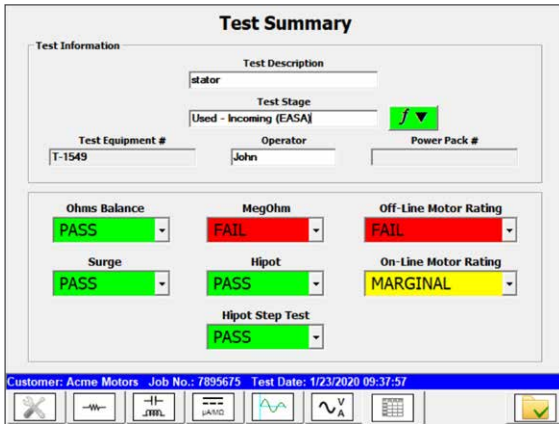 Test Summary
Test Information
Test Description
stator
Test Stage
Used - Incoming (EASA)
f ▼
Test Equipment # Operator Power Pack #
T-1549 John
Ohms Balance MegOhm Off-Line Motor Rating
PASS FAIL FAIL
Surge Hipot On-Line Motor Rating
PASS PASS MARGINAL
Hipot Step Test
PASS
Customer: Acme Motors Job No.: 7895675 Test Date: 1/23/2020 09:37:57
µA/MΩ V
A